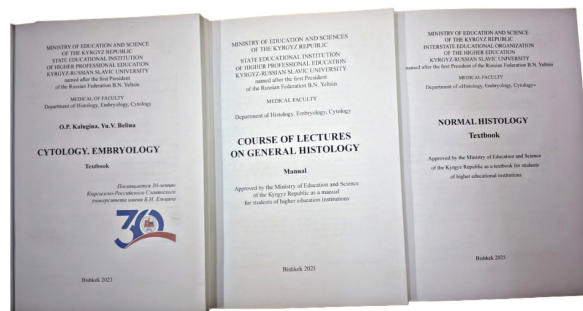 MINISTRY OF EDUCATION AND SCIENCE
OF THE KYRGYZ REPUBLIC
STATE EDUCATIONAL INSTITUTION
OF HIGHER PROFESSIONAL EDUCATION
KYRGYZ-RUSSIAN SLAVIC UNIVERSITY
named after the first President
of the Russian Federation B.N. Yeltsin
MEDICAL OF FACULTY
Department of Histology, Embryology, Cytology
O.P. Kalugina, Yu.V. Belina
CYTOLOGY. EMBRYOLOGY
Textbook
Посвящается 30-летию
Кыргызско-Российского Славянского
университета имени Б.Н. Ельцина
30
Bishkek 2023
MINISTRY OF EDUCATION AND SCIENCES
OF THE KYRGYZ REPUBLIC
STATE EDUCATIONAL INSTITUTION
OF HIGHER PROFESSIONAL EDUCATION
KYRGYZ-RUSSIAN SLAVIC UNIVERSITY
named after the first President
of the Russian Federation B.N. Yeltsin
MEDICAL FACULTY
Department of Histology, Embryology, Cytology
COURSE OF LECTURES
ON GENERAL HISTOLOGY
Manual
Approved by the Ministry of Education and Science
of the Kyrgyz Republic as a manual
for students of higher education institutions
Bishkek 2021
MINISTRY OF EDUCATION AND SCIENCE
OF THE KYRGYZ REPUBLIC
INTERSTATE EDUCATIONAL ORGANIZATION
OF THE HIGHER EDUCATION
KYRGYZ-RUSSIAN SLAVIC UNIVERSITY
named after the first President of the Russian Federation B.N. Yeltsin
MEDICAL FACULTY
Department of «Histology, Embryology, Cytology»
NORMAL HISTOLOGY
Textbook
Approved by the Ministry of Education and Science
of the Kyrgyz Republic as a textbook for students
of higher educational institutions
Bishkek 2025